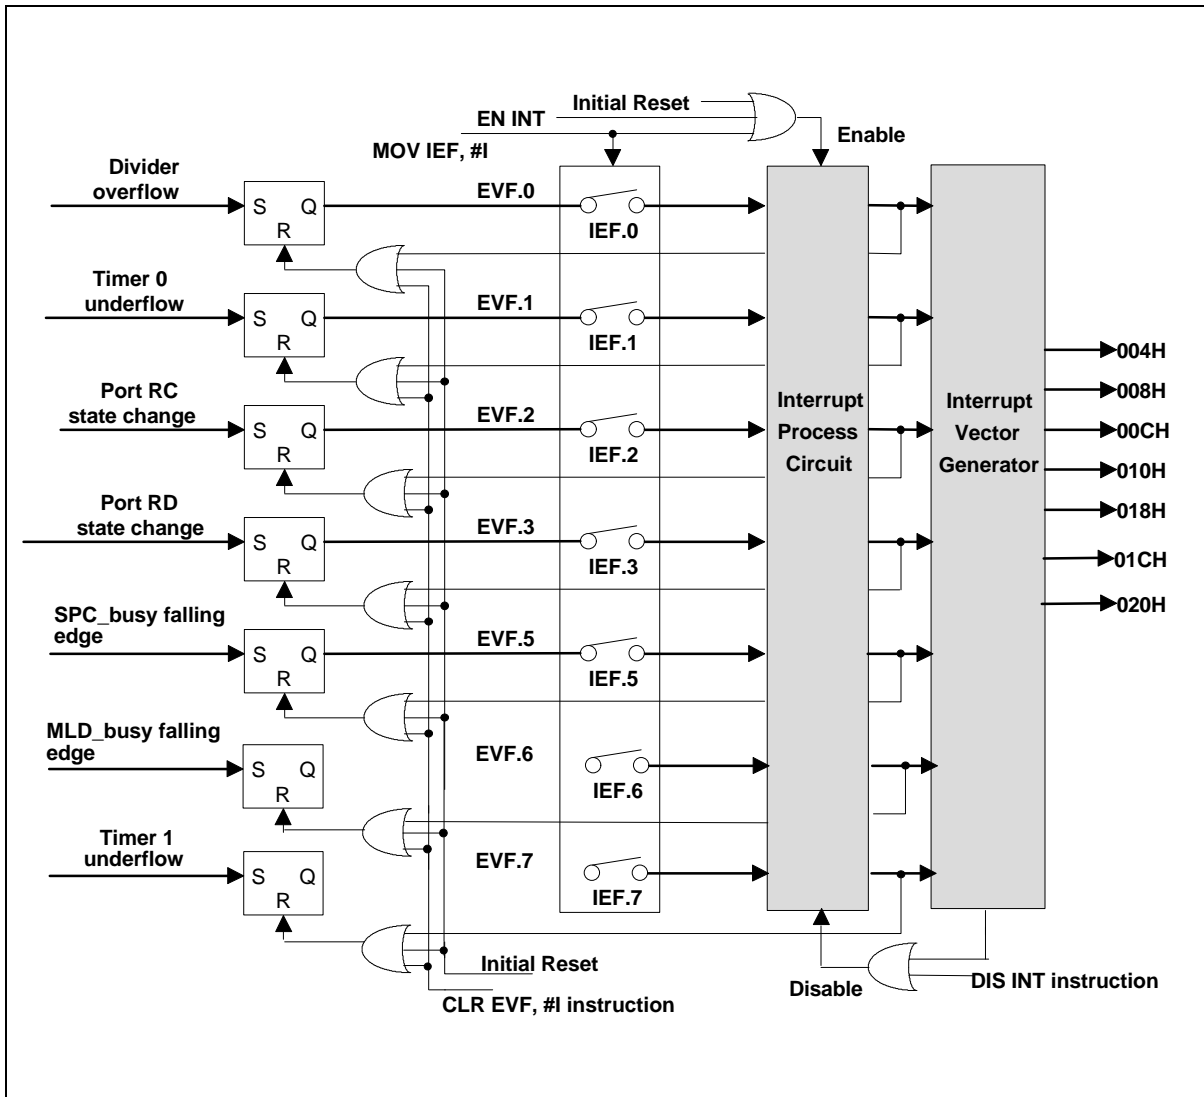 Initial Reset
EN INT
Enable
MOV IEF, #I
Divider
overflow
S Q
R
EVF.0
IEF.0
Timer 0
underflow
S Q
R
EVF.1
IEF.1
Port RC
state change
S Q
R
EVF.2
IEF.2
Port RD
state change
S Q
R
EVF.3
IEF.3
SPC_busy falling
edge
S Q
R
EVF.5
IEF.5
MLD_busy falling
edge
S Q
R
EVF.6
IEF.6
Timer 1
underflow
S Q
R
EVF.7
IEF.7
Interrupt
Process
Circuit
Interrupt
Vector
Generator
004H
008H
00CH
010H
018H
01CH
020H
Initial Reset
CLR EVF, #I instruction
Disable
DIS INT instruction